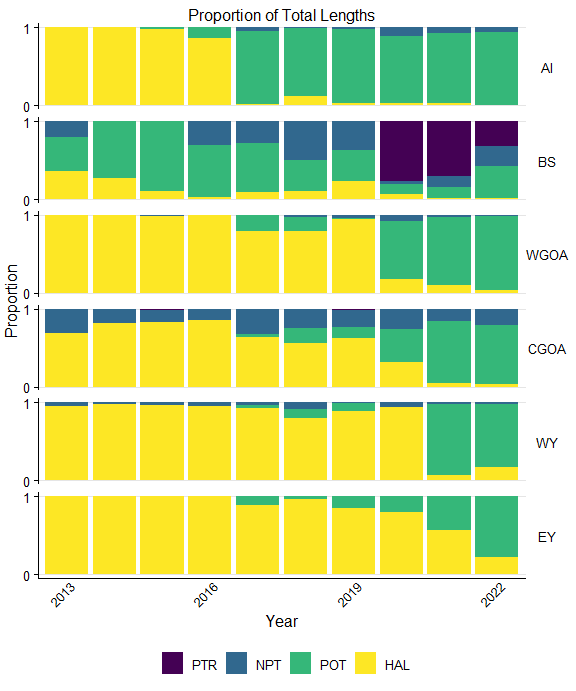 Proportion of Total Lengths
1
0
AI
1
0
BS
1
0
WGOA
1
0
CGOA
1
0
WY
1
0
EY
Proportion
2013 2016 2019 2022
Year
PTR NPT POT HAL